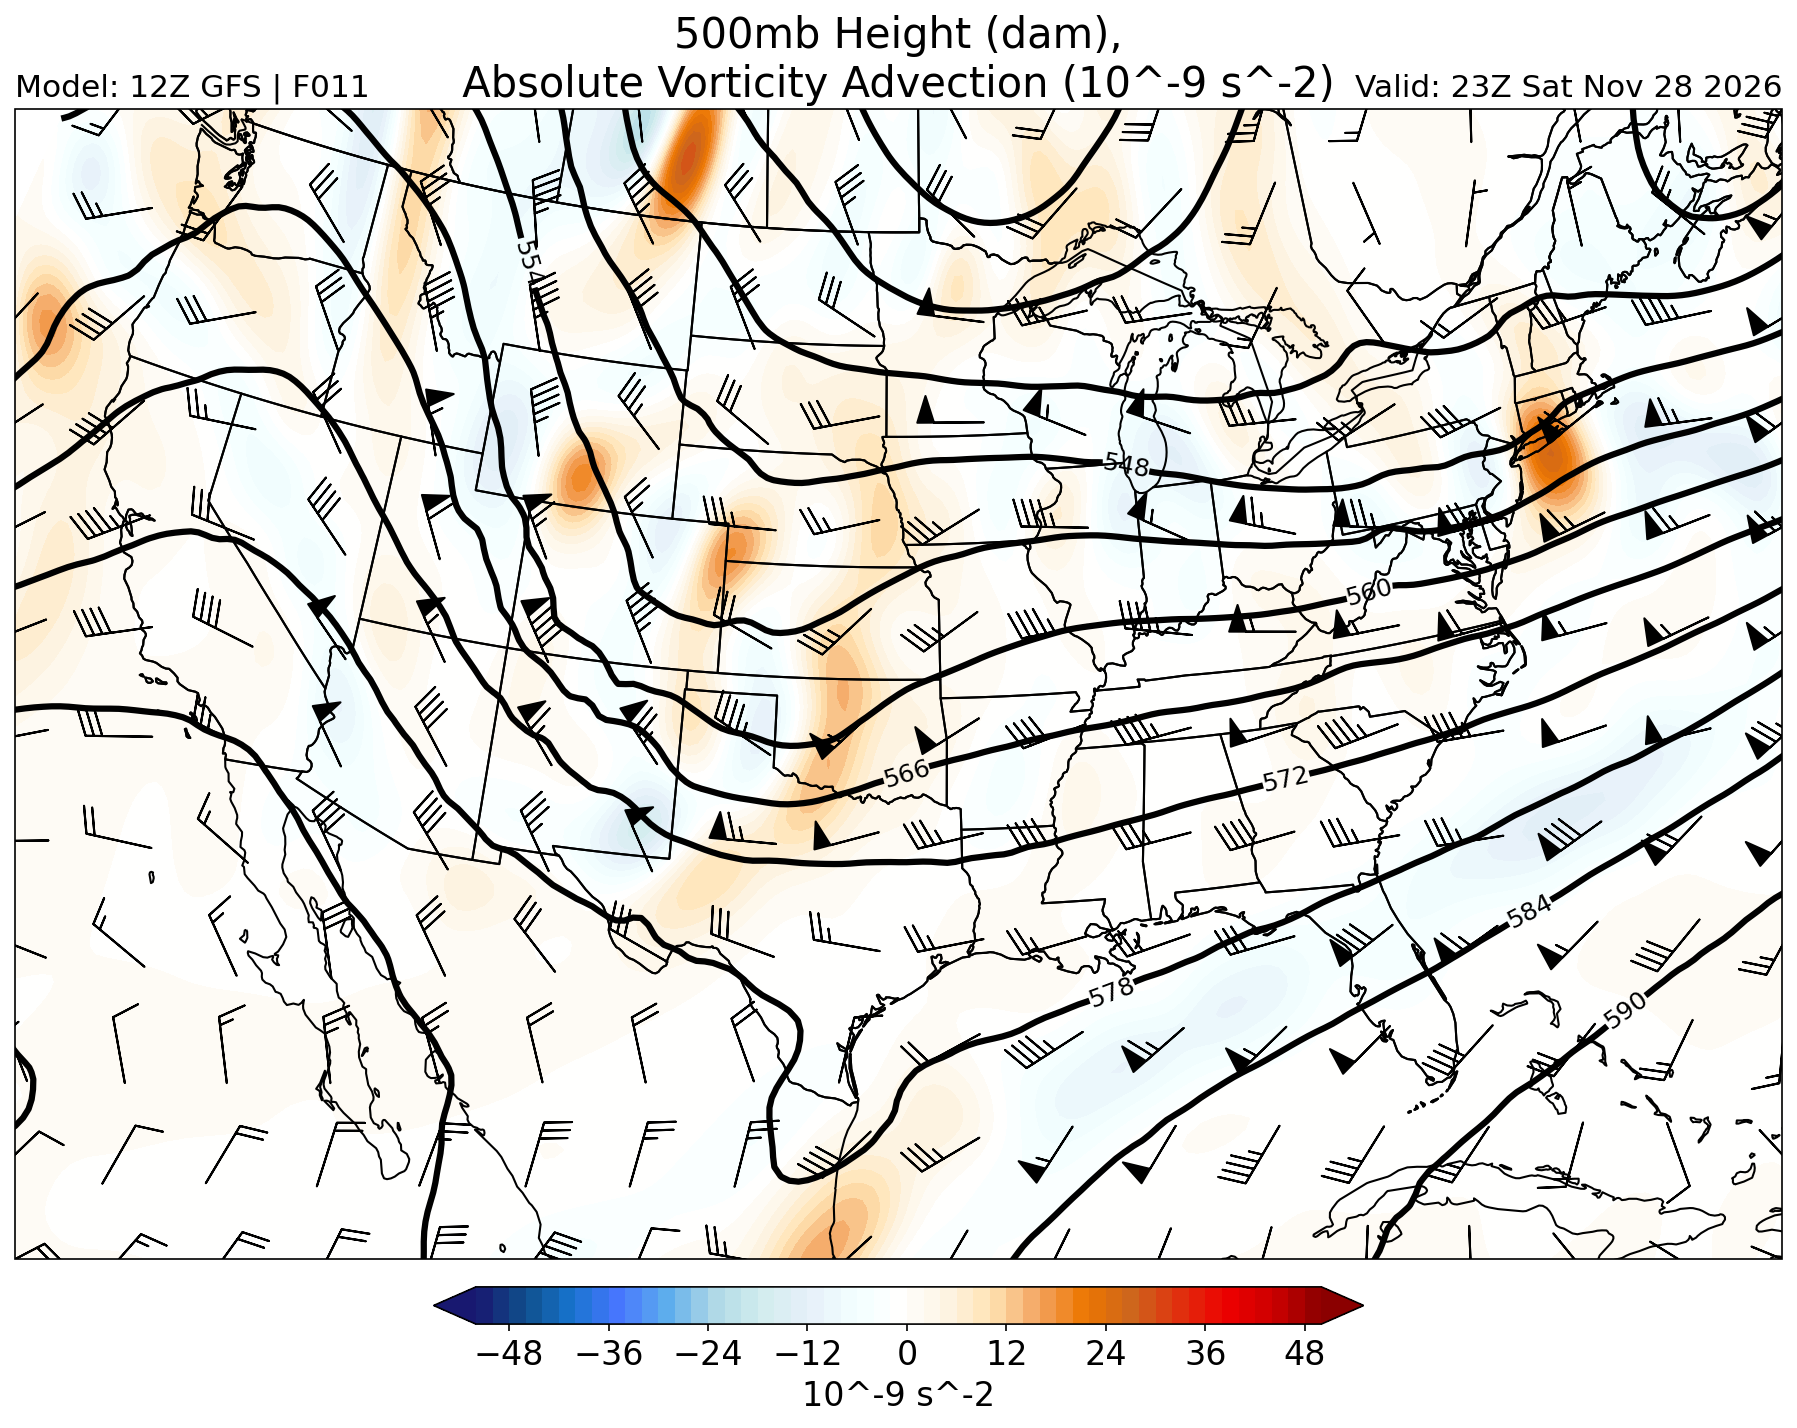 500mb Height (dam),
Model: 12Z GFS | F011
Absolute Vorticity Advection (10^-9 s^-2)
Valid: 23Z Sat Nov 28 2026
554
548
560
566
572
584
578
590
−48 −36 −24 −12 0 12 24 36 48
10^-9 s^-2